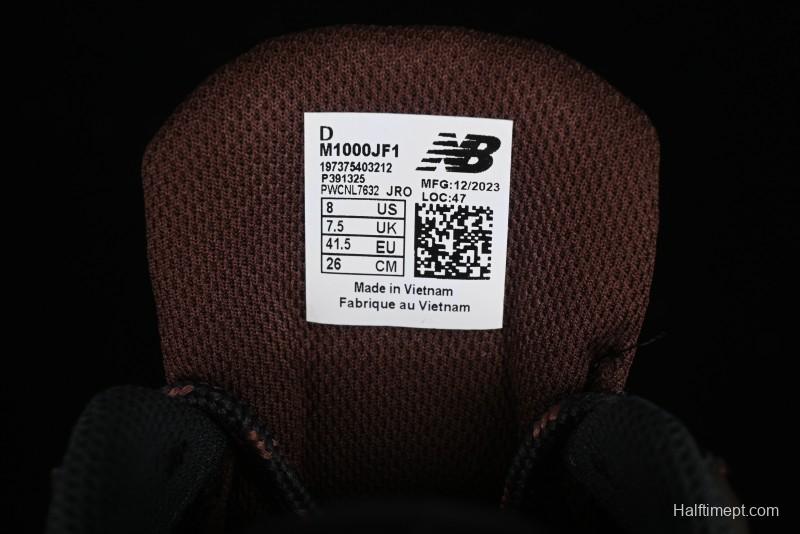 D
M1000JF1
197375403212
P391325
PWCNL7632 JRO
NB
MFG:12/2023
LOC:47
8 US
7.5 UK
41.5 EU
26 CM
Made in Vietnam
Fabrique au Vietnam
Halftimept.com